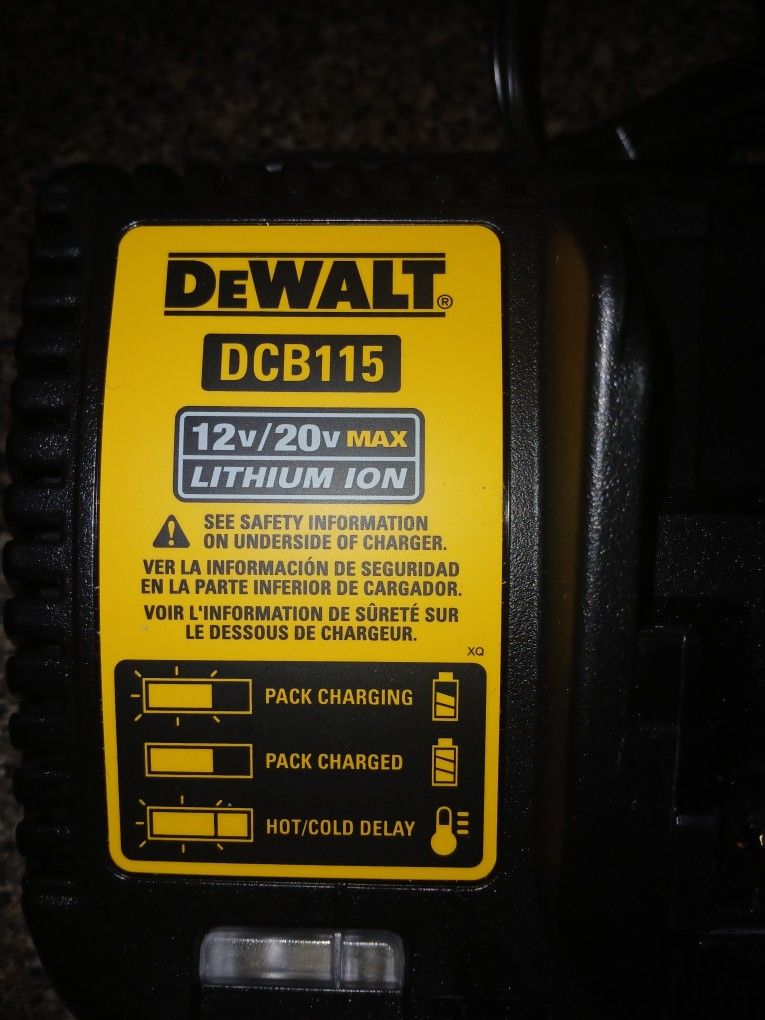 DEWALT®
DCB115
12V/20V MAX
LITHIUM ION
SEE SAFETY INFORMATION
ON UNDERSIDE OF CHARGER.
VER LA INFORMACIÓN DE SEGURIDAD
EN LA PARTE INFERIOR DE CARGADOR.
VOIR L'INFORMATION DE SÛRETÉ SUR
LE DESSOUS DE CHARGEUR.
XQ
PACK CHARGING
PACK CHARGED
HOT/COLD DELAY